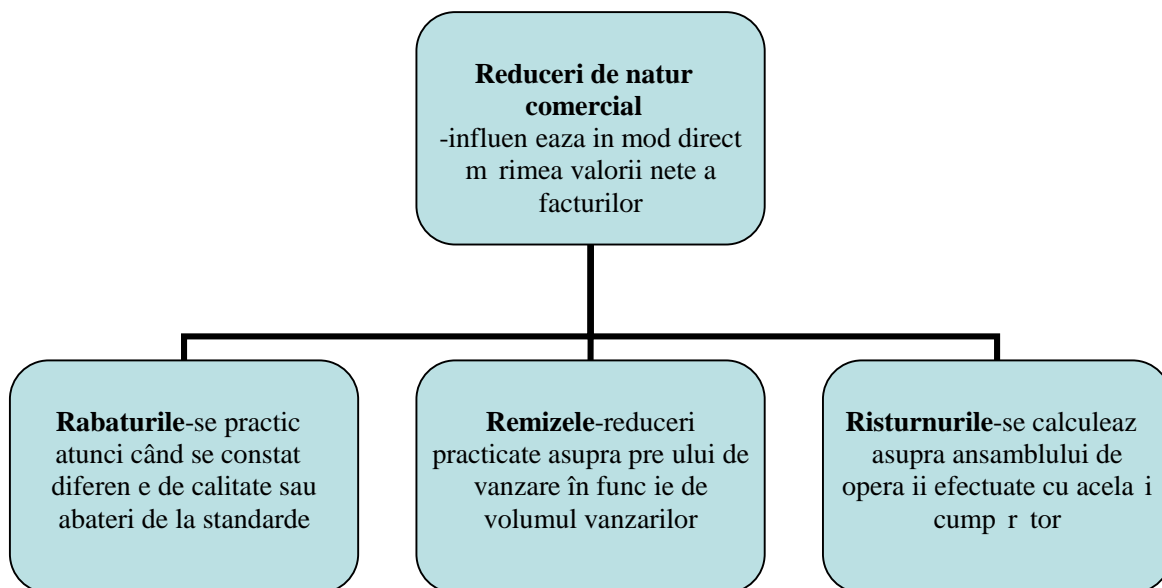 Reduceri de natur
comercial
-influen eaza in mod direct
m rimea valorii nete a
facturilor
Rabaturile-se practic
atunci când se constat
diferen e de calitate sau
abateri de la standarde
Remizele-reduceri
practicate asupra pre ului de
vanzare în func ie de
volumul vanzarilor
Risturnurile-se calculeaz
asupra ansamblului de
opera ii efectuate cu acela i
cump r tor